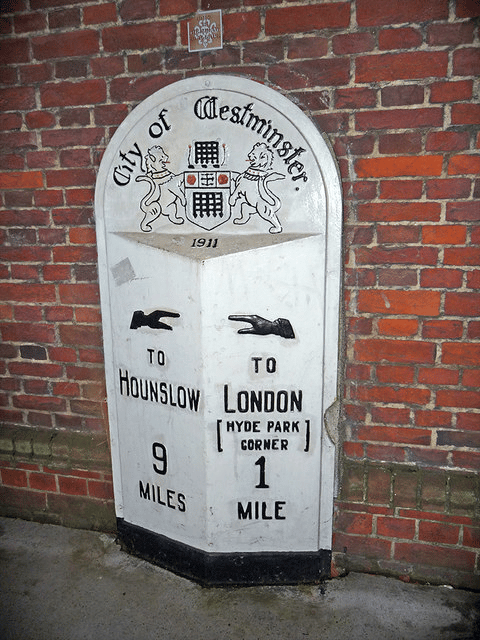 City of Westminster.
1911
TO
HOUNSLOW
9
MILES
TO
LONDON
[HYDE PARK
CORNER]
1
MILE